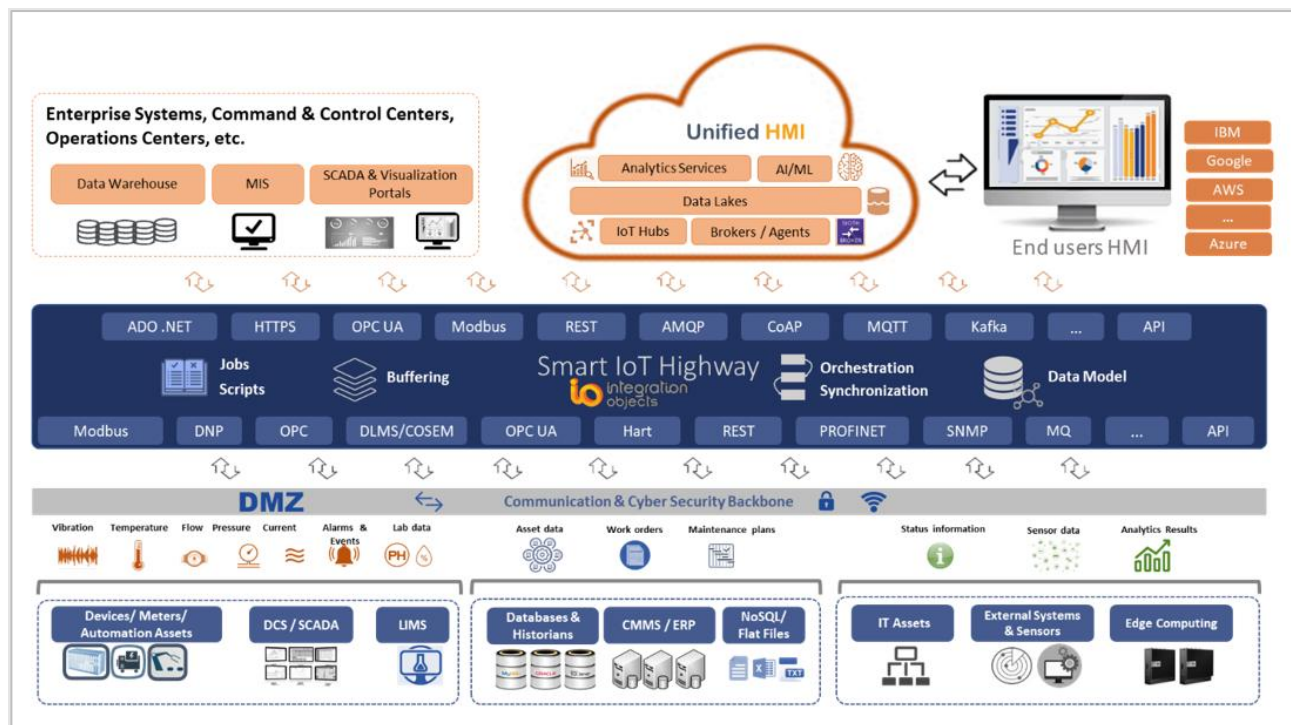 Enterprise Systems, Command & Control Centers,
Operations Centers, etc.
Data Warehouse
MIS
SCADA & Visualization
Portals
Unified HMI
Analytics Services
AI/ML
Data Lakes
IoT Hubs
Brokers / Agents
BROKER
End users HMI
IBM
Google
AWS
...
Azure
ADO .NET
HTTPS
OPC UA
Modbus
REST
AMQP
CoAP
MQTT
Kafka
...
API
Jobs
Scripts
Buffering
Smart IoT Highway
io integration
objects
Orchestration
Synchronization
Data Model
Modbus
DNP
OPC
DLMS/COSEM
OPC UA
Hart
REST
PROFINET
SNMP
MQ
...
API
DMZ
Communication & Cyber Security Backbone
Vibration
Temperature
Flow
Pressure
Current
Alarms &
Events
Lab data
PH
Asset data
Work orders
Maintenance plans
Status information
Sensor data
Analytics Results
Devices/ Meters/
Automation Assets
DCS / SCADA
LIMS
Databases &
Historians
CMMS / ERP
NoSQL/
Flat Files
TXT
IT Assets
External Systems
& Sensors
Edge Computing